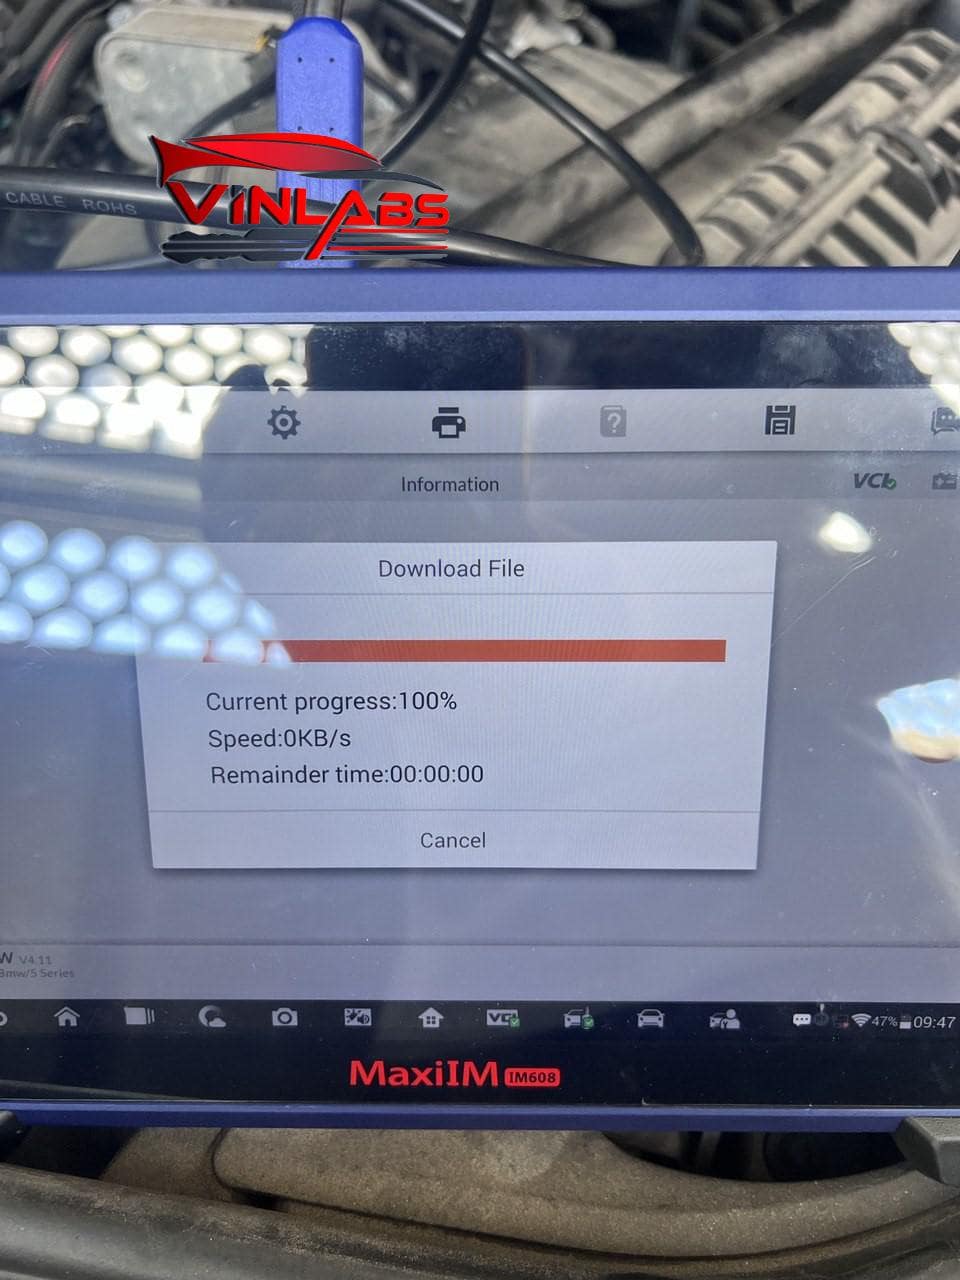 CABLE ROHS
VINLABS
VCI
Information
Download File
Current progress:100%
Speed:0KB/s
Remainder time:00:00:00
Cancel
W V4.11
Bmw/5 Series
VCI
47%
09:47
MaxiIM IM608